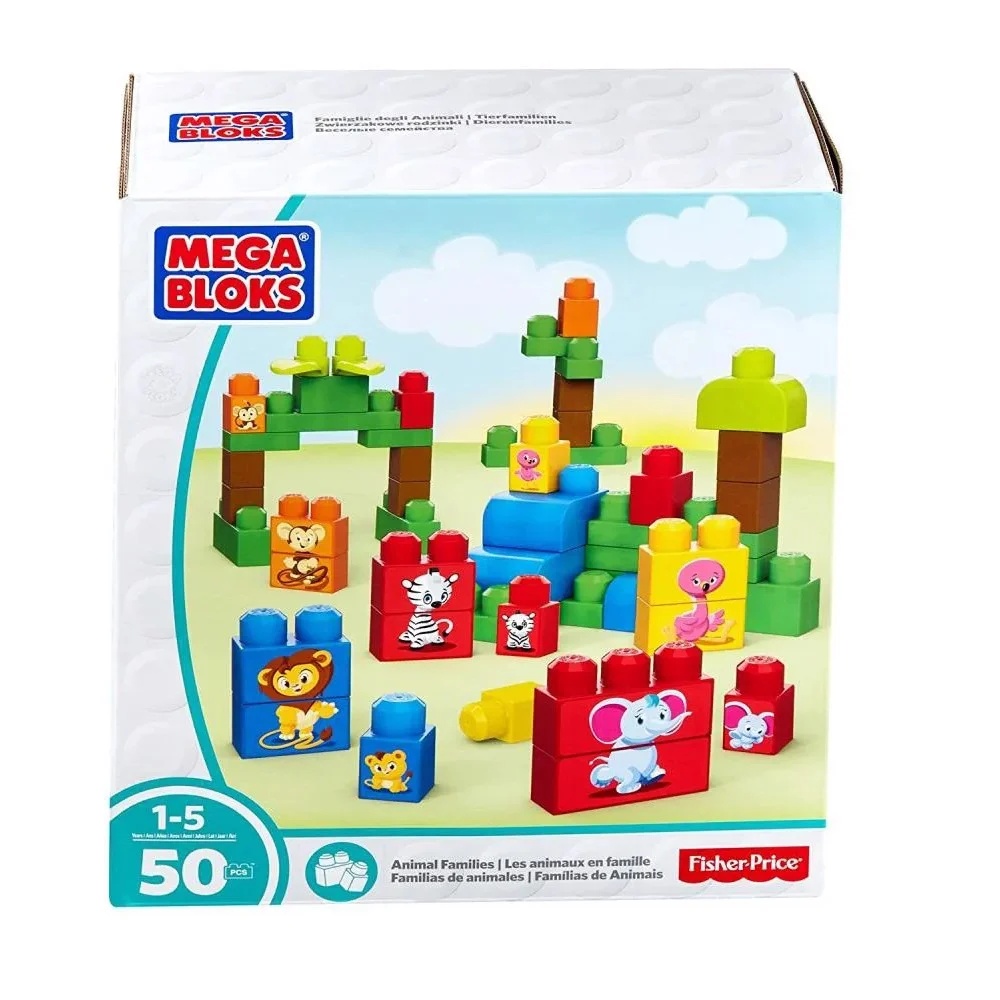 MEGA
BLOKS
Famiglie degli Animali | Tierfamilien
Zwierzakowe rodzinki | Dierenfamilies
Веселые семейства
MEGA®
BLOKS
1-5
50 PCS
Animal Families | Les animaux en famille
Familias de animales | Famílias de Animais
Fisher-Price®